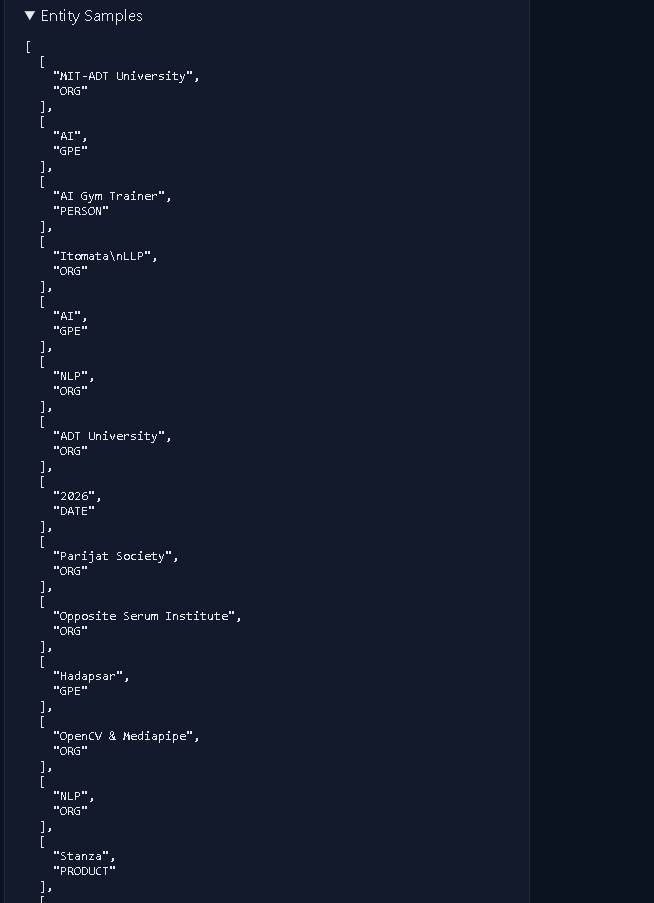 ▼ Entity Samples
[
[
"MIT-ADT University",
"ORG"
],
[
"AI",
"GPE"
],
[
"AI Gym Trainer",
"PERSON"
],
[
"Itomata\nLLP",
"ORG"
],
[
"AI",
"GPE"
],
[
"NLP",
"ORG"
],
[
"ADT University",
"ORG"
],
[
"2026",
"DATE"
],
[
"Parijat Society",
"ORG"
],
[
"Opposite Serum Institute",
"ORG"
],
[
"Hadapsar",
"GPE"
],
[
"OpenCV & Mediapipe",
"ORG"
],
[
"NLP",
"ORG"
],
[
"Stanza",
"PRODUCT"
],
[